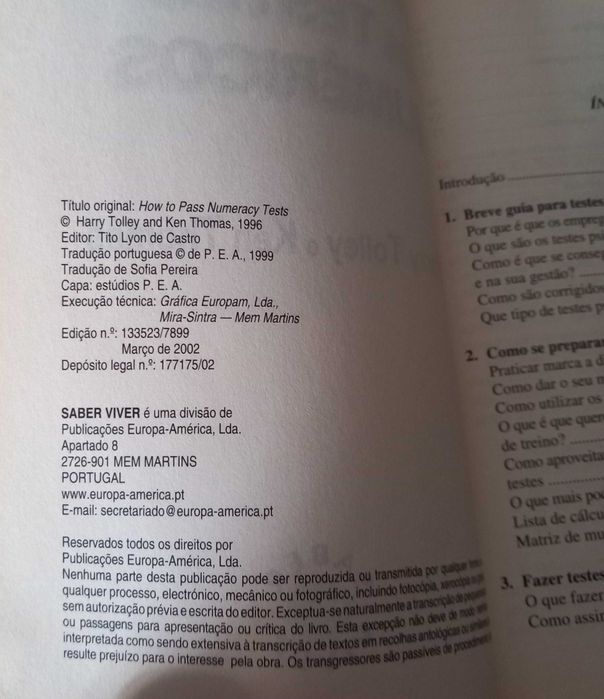 Título original: How to Pass Numeracy Tests
© Harry Tolley and Ken Thomas, 1996
Editor: Tito Lyon de Castro
Tradução portuguesa © de P. E. A., 1999
Tradução de Sofia Pereira
Capa: estúdios P. E. A.
Execução técnica: Gráfica Europam, Lda.,
Mira-Sintra — Mem Martins
Edição n.º: 133523/7899
Março de 2002
Depósito legal n.º: 177175/02
SABER VIVER é uma divisão de
Publicações Europa-América, Lda.
Apartado 8
2726-901 MEM MARTINS
PORTUGAL
www.europa-america.pt
E-mail: secretariado@europa-america.pt
Reservados todos os direitos por
Publicações Europa-América, Lda.
Nenhuma parte desta publicação pode ser reproduzida ou transmitida por qualquer
qualquer processo, electrónico, mecânico ou fotográfico, incluindo fotocópia, xerocópia ou
sem autorização prévia e escrita do editor. Exceptua-se naturalmente a transcrição de
ou passagens para apresentação ou crítica do livro. Esta excepção não deve de modo
interpretada como sendo extensiva à transcrição de textos em recolhas antológicas ou
resulte prejuízo para o interesse pela obra. Os transgressores são passíveis de
Introdução
1. Breve guia para testes
Por que é que os
O que são os testes
Como é que se
e na sua gestão?
Como são corrigidos
Que tipo de testes
2. Como se
Praticar marca a
Como dar o seu
Como utilizar os
O que é que
de treino?
Como
testes
O que mais
Lista de
Matriz de
3. Fazer testes
O que fazer
Como